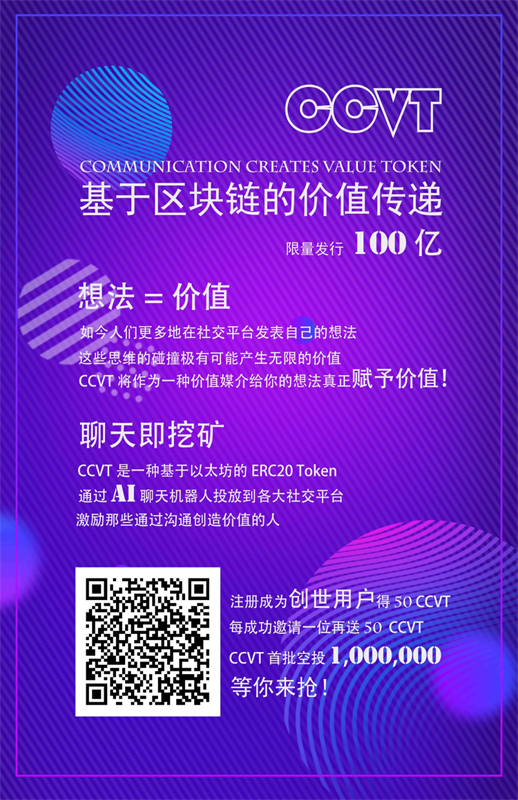 CCVT
COMMUNICATION CREATES VALUE TOKEN
基于区块链的价值传递
限量发行 100 亿
想法 = 价值
如今人们更多地在社交平台发表自己的想法
这些思维的碰撞极有可能产生无限的价值
CCVT 将作为一种价值媒介给你的想法真正赋予价值!
聊天即挖矿
CCVT 是一种基于以太坊的 ERC20 Token
通过 AI 聊天机器人投放到各大社交平台
激励那些通过沟通创造价值的人
注册成为创世用户得 50 CCVT
每成功邀请一位再送 50 CCVT
CCVT 首批空投 1,000,000
等你来抢!